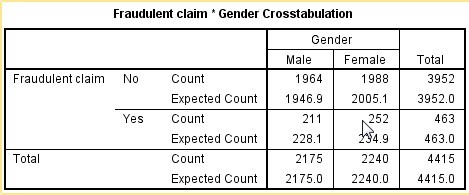 Fraudulent claim * Gender Crosstabulation
Gender
Male Female Total
Fraudulent claim No Count 1964 1988 3952
Expected Count 1946.9 2005.1 3952.0
Yes Count 211 252 463
Expected Count 228.1 234.9 463.0
Total Count 2175 2240 4415
Expected Count 2175.0 2240.0 4415.0